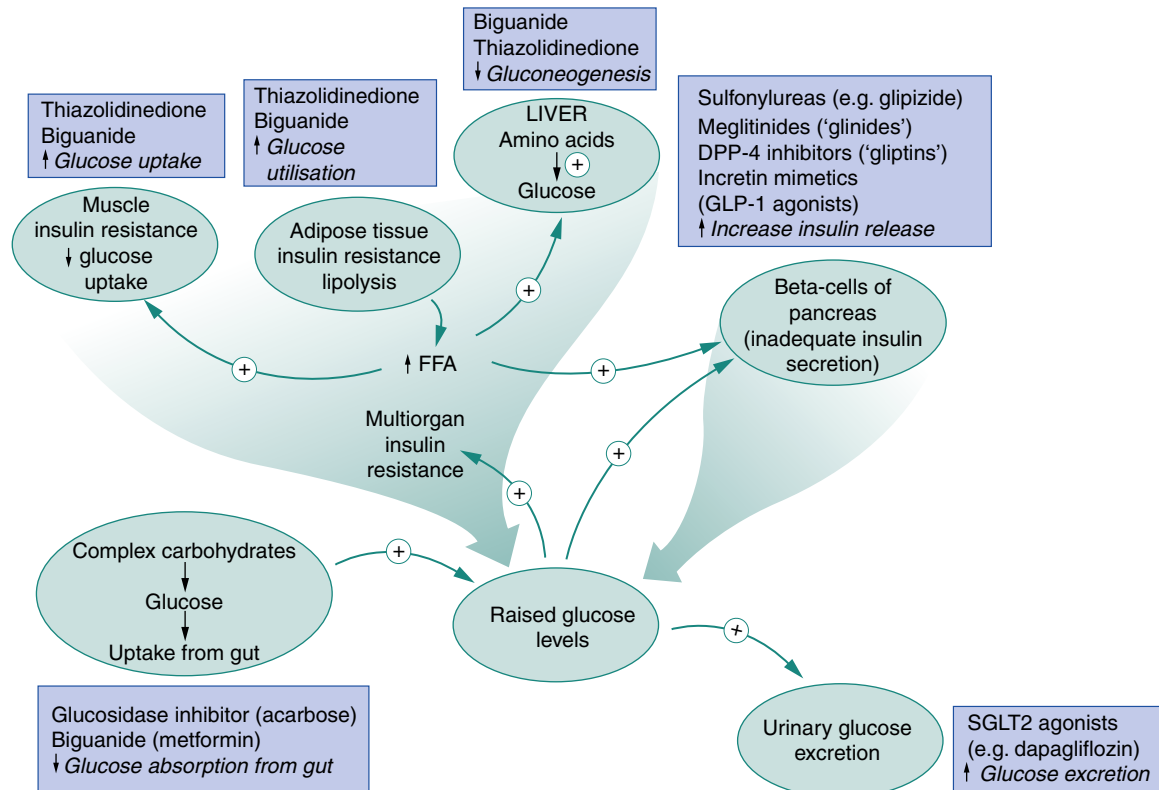 Biguanide
Thiazolidinedione
↓ Gluconeogenesis
Thiazolidinedione
Biguanide
↑ Glucose uptake
Thiazolidinedione
Biguanide
↑ Glucose
utilisation
Sulfonylureas (e.g. glipizide)
Meglitinides (‘glinides’)
DPP-4 inhibitors (‘gliptins’)
Incretin mimetics
(GLP-1 agonists)
↑ Increase insulin release
LIVER
Amino acids
↓ +
Glucose
Muscle
insulin resistance
↓ glucose
uptake
Adipose tissue
insulin resistance
lipolysis
Beta-cells of
pancreas
(inadequate insulin
secretion)
+
+
↑ FFA
+
Multiorgan
insulin
resistance
+
+
Complex carbohydrates
Glucose
Uptake from gut
+
Raised glucose
levels
+
Glucosidase inhibitor (acarbose)
Biguanide (metformin)
↓ Glucose absorption from gut
Urinary glucose
excretion
SGLT2 agonists
(e.g. dapagliflozin)
↑ Glucose excretion